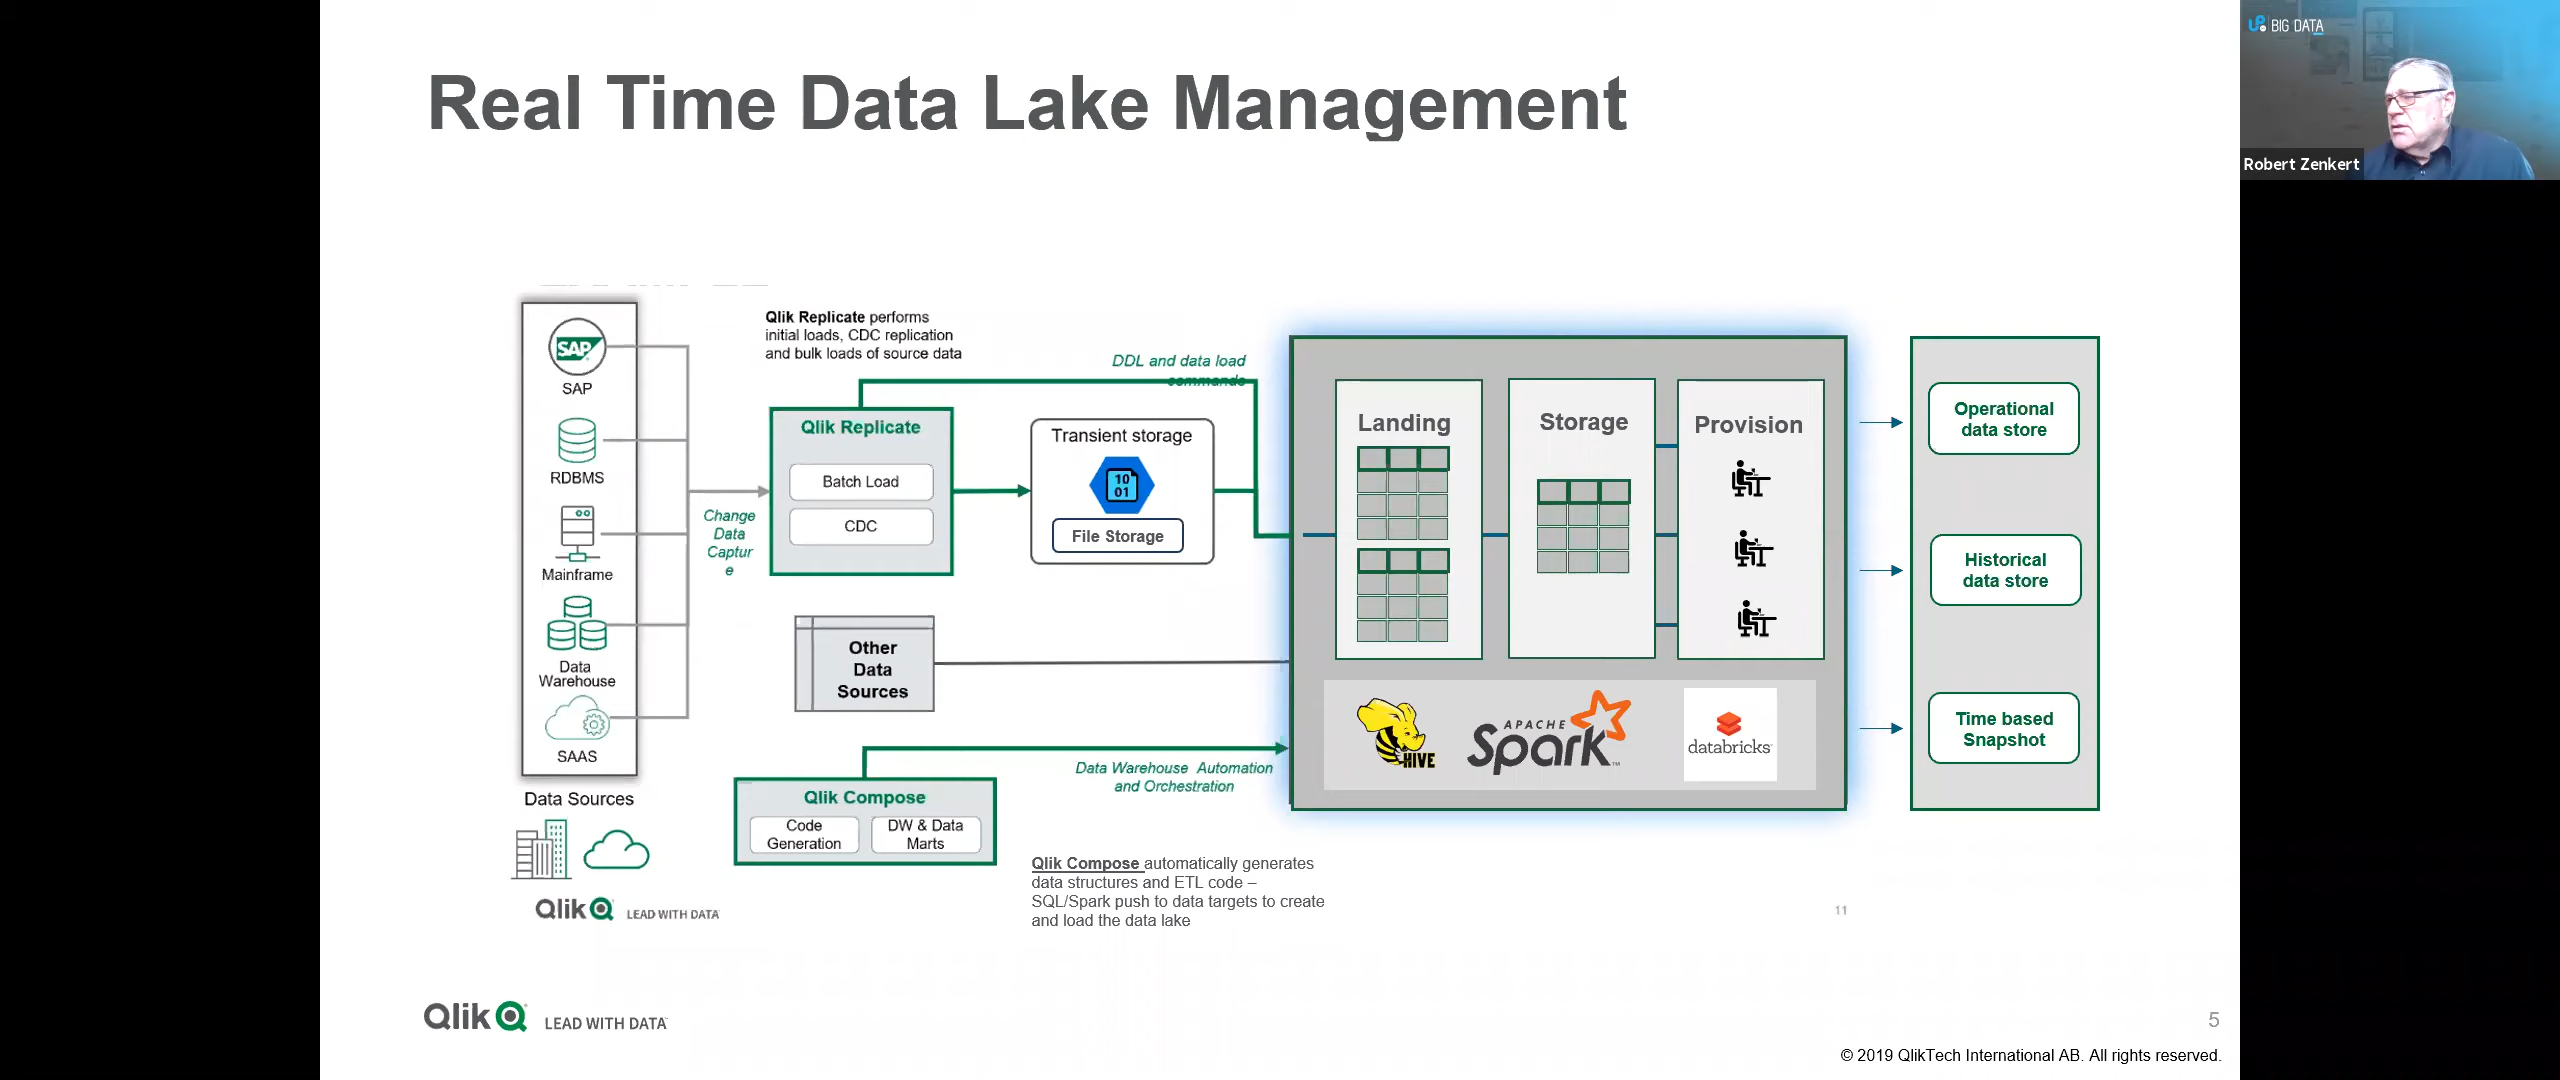 Real Time Data Lake Management
BIG DATA
Robert Zenkert
SAP
SAP
RDBMS
Mainframe
Data
Warehouse
SAAS
Data Sources
Change
Data
Captur
e
Qlik Replicate performs
initial loads, CDC replication
and bulk loads of source data
Qlik Replicate
Batch Load
CDC
DDL and data load
commands
Transient storage
10
01
File Storage
Other
Data
Sources
Qlik Compose
Code
Generation
DW & Data
Marts
Data Warehouse Automation
and Orchestration
Qlik Compose automatically generates
data structures and ETL code –
SQL/Spark push to data targets to create
and load the data lake
Landing
Storage
Provision
HIVE
APACHE
Spark™
databricks
Operational
data store
Historical
data store
Time based
Snapshot
Qlik LEAD WITH DATA
11
Qlik LEAD WITH DATA
5
© 2019 QlikTech International AB. All rights reserved.